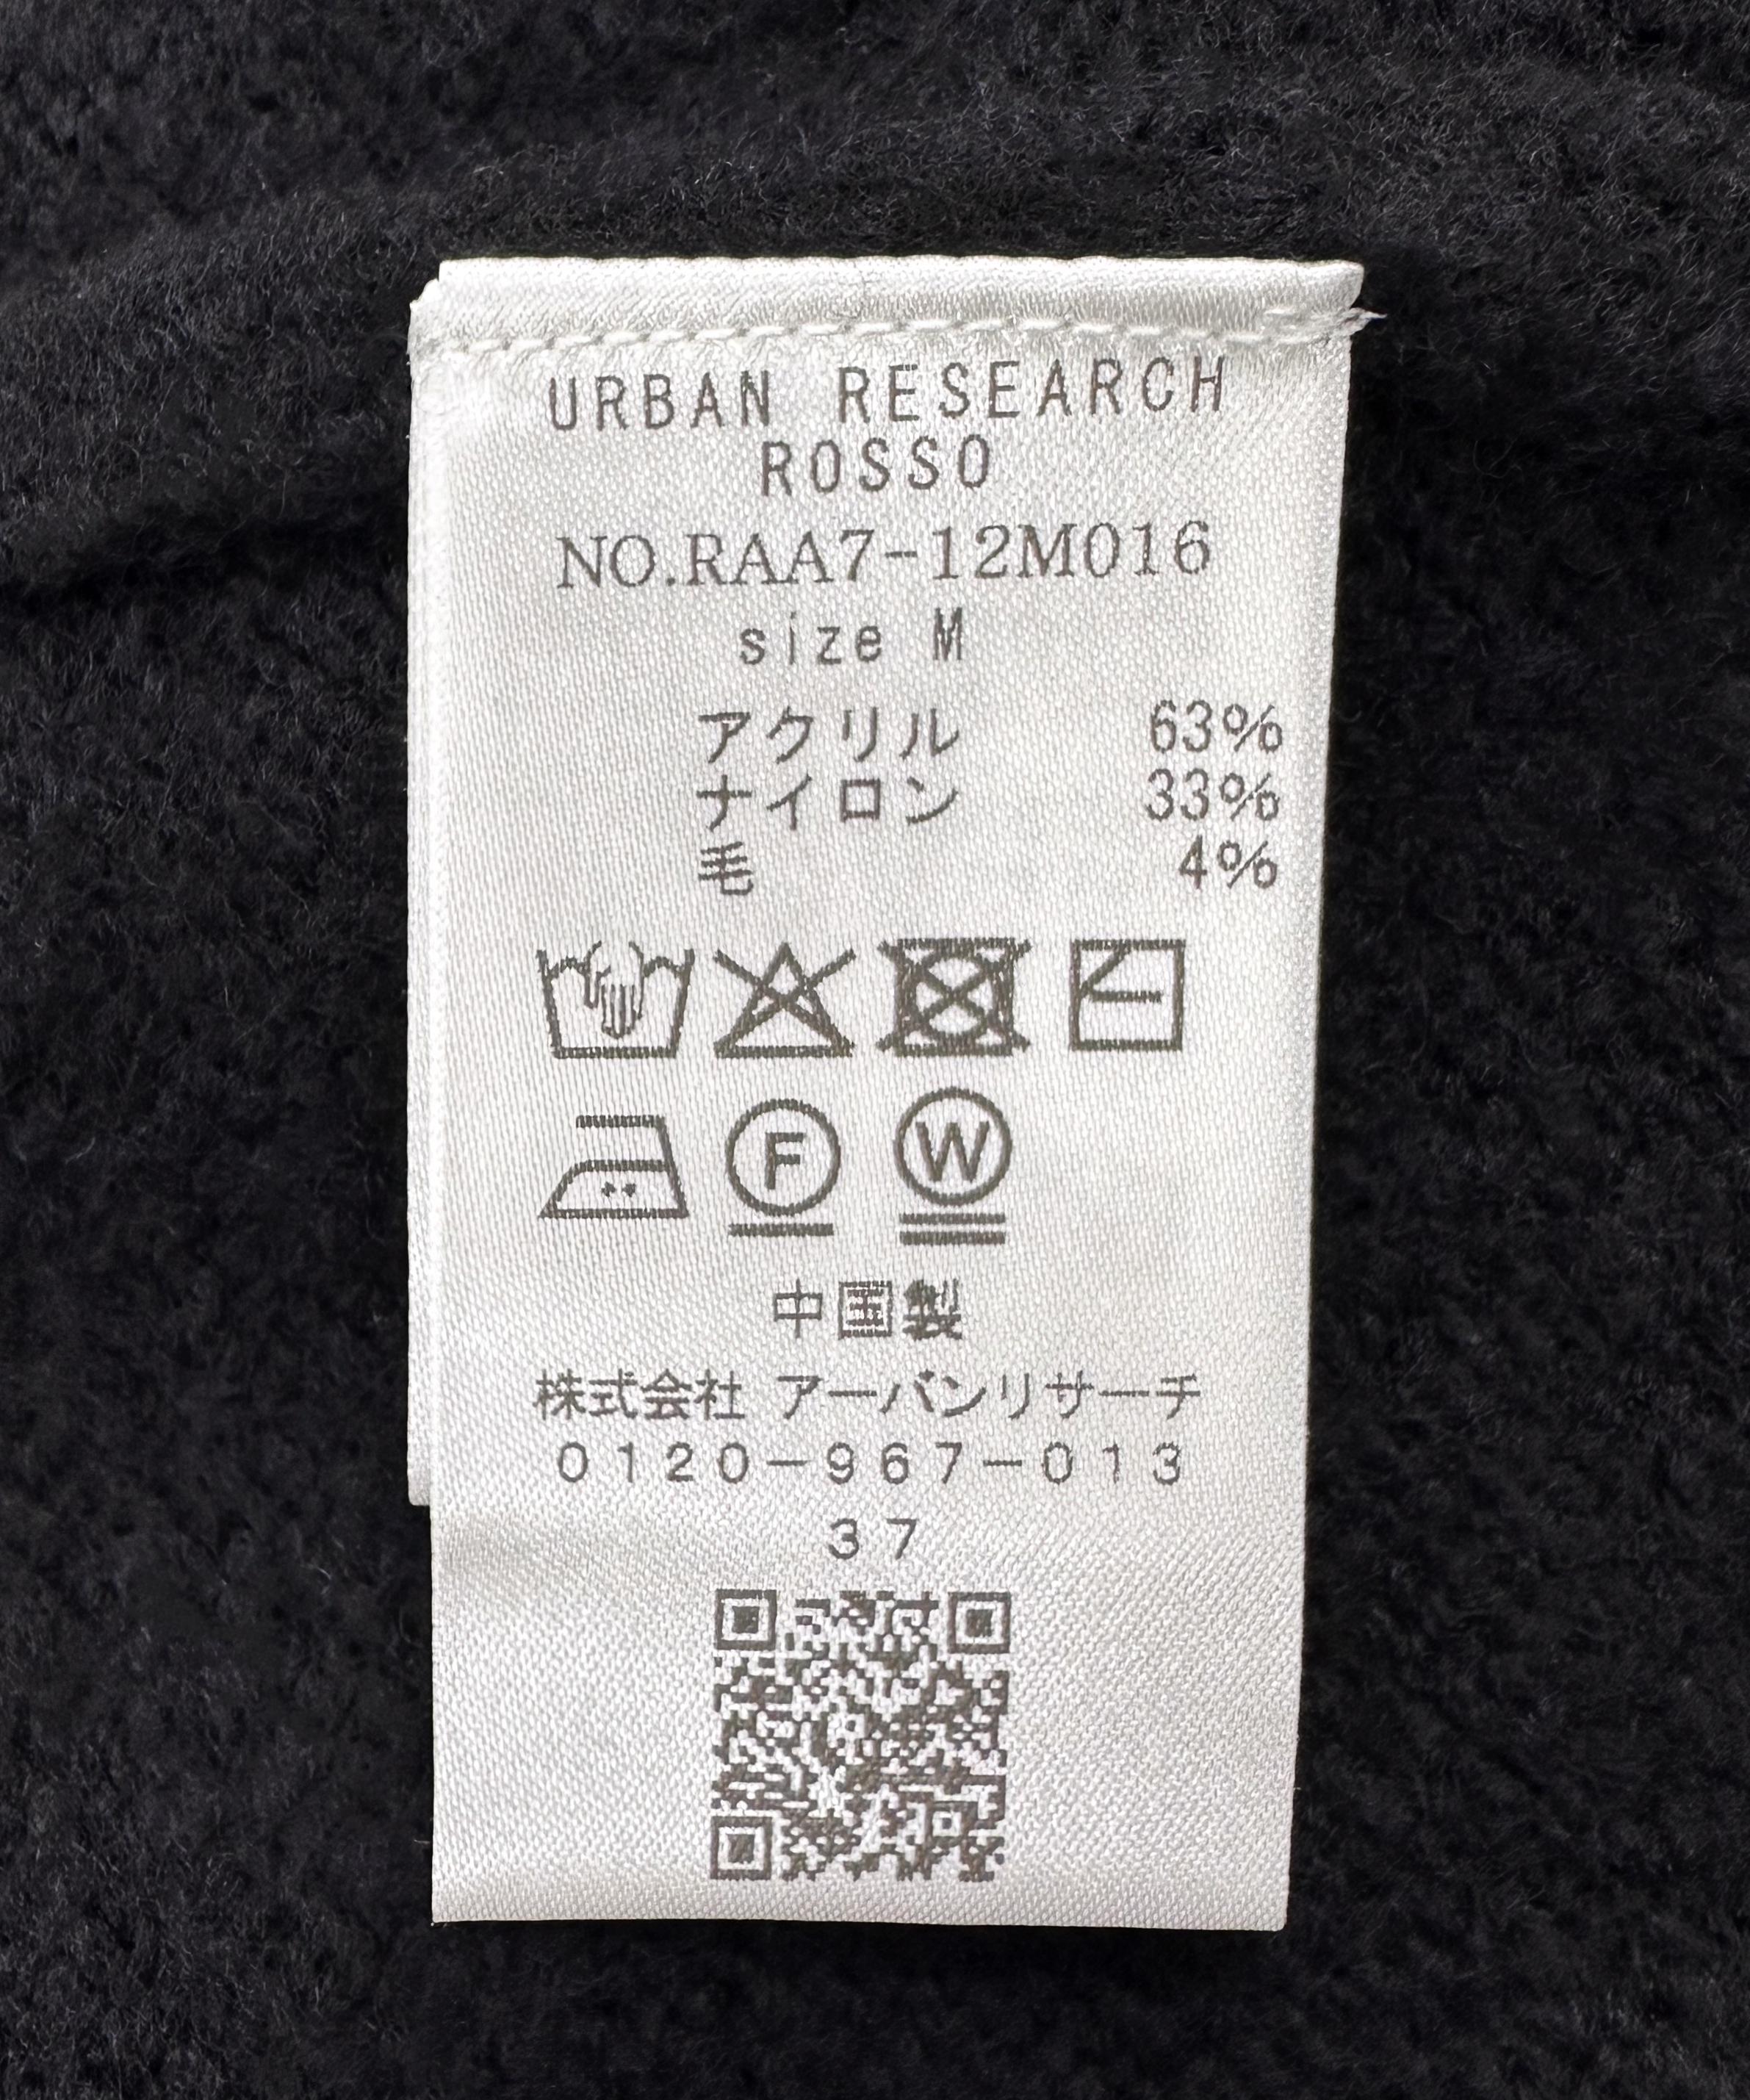 URBAN RESEARCH
ROSSO
NO.RAA7-12M016
size M
アクリル 63%
ナイロン 33%
毛 4%
F W
中国製
株式会社 アーバンリサーチ
0120-967-013
37